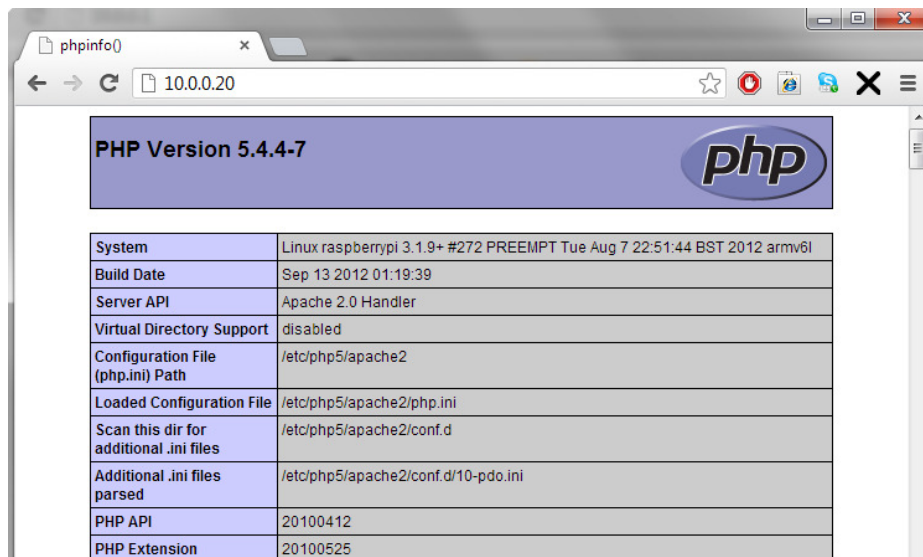 phpinfo()
10.0.0.20
PHP Version 5.4.4-7
php
System Linux raspberrypi 3.1.9+ #272 PREEMPT Tue Aug 7 22:51:44 BST 2012 armv6l
Build Date Sep 13 2012 01:19:39
Server API Apache 2.0 Handler
Virtual Directory Support disabled
Configuration File /etc/php5/apache2
(php.ini) Path
Loaded Configuration File /etc/php5/apache2/php.ini
Scan this dir for /etc/php5/apache2/conf.d
additional .ini files
Additional .ini files /etc/php5/apache2/conf.d/10-pdo.ini
parsed
PHP API 20100412
PHP Extension 20100525